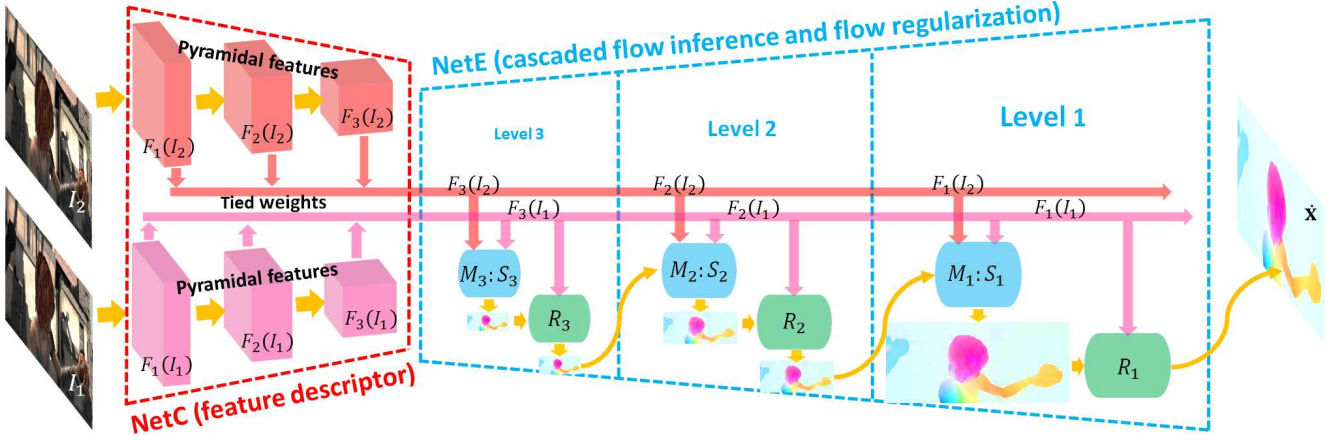 NetE (cascaded flow inference and flow regularization)
Pyramidal features
F₁(I₂)
F₂(I₂)
F₃(I₂)
I₂
Level 3
Level 2
Level 1
Tied weights
F₃(I₂)
F₂(I₂)
F₁(I₂)
F₃(I₁)
F₂(I₁)
F₁(I₁)
ẋ
Pyramidal features
F₁(I₁)
F₂(I₁)
F₃(I₁)
I₁
M₃:S₃
M₂:S₂
M₁:S₁
R₃
R₂
R₁
NetC (feature descriptor)